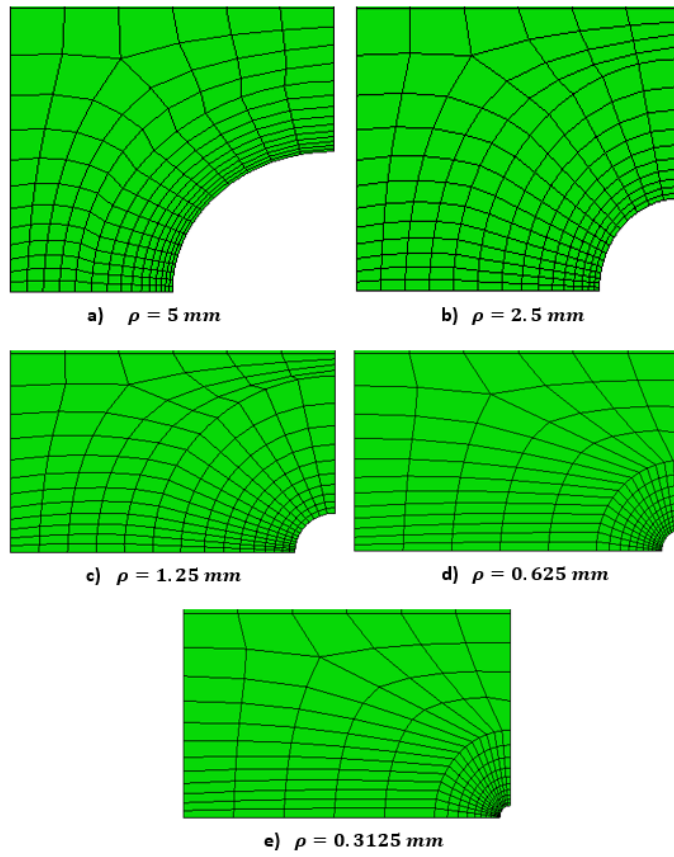 a) ρ = 5 mm
b) ρ = 2.5 mm
c) ρ = 1.25 mm
d) ρ = 0.625 mm
e) ρ = 0.3125 mm